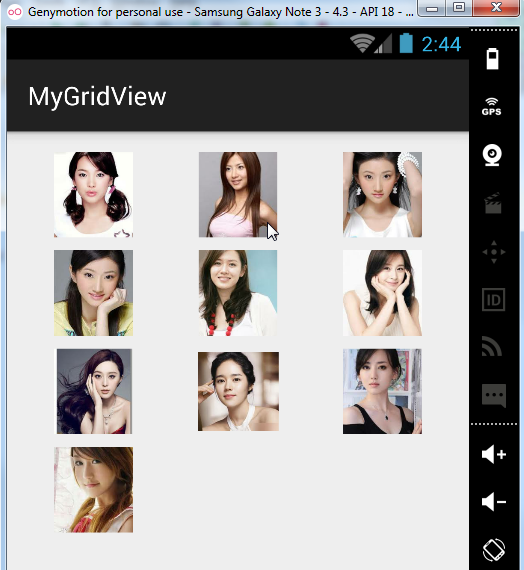 Genymotion for personal use - Samsung Galaxy Note 3 - 4.3 - API 18 - ...
2:44
MyGridView
GPS
ID